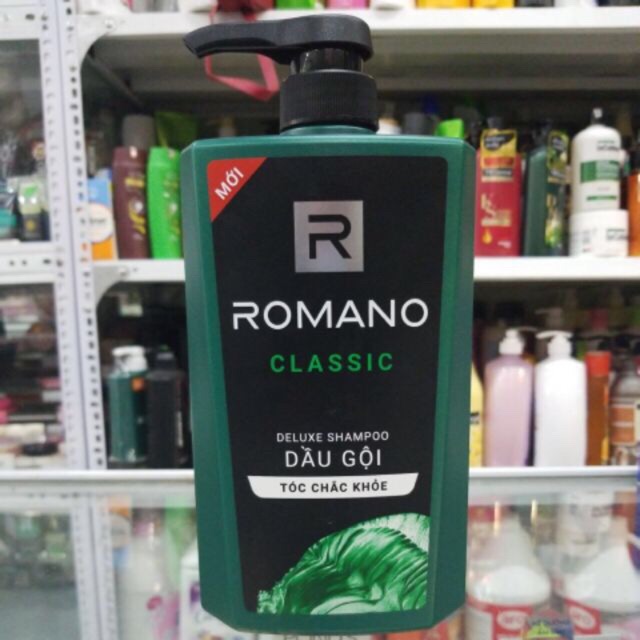 MỚI
R
ROMANO
CLASSIC
DELUXE SHAMPOO
DẦU GỘI
TÓC CHẮC KHỎE